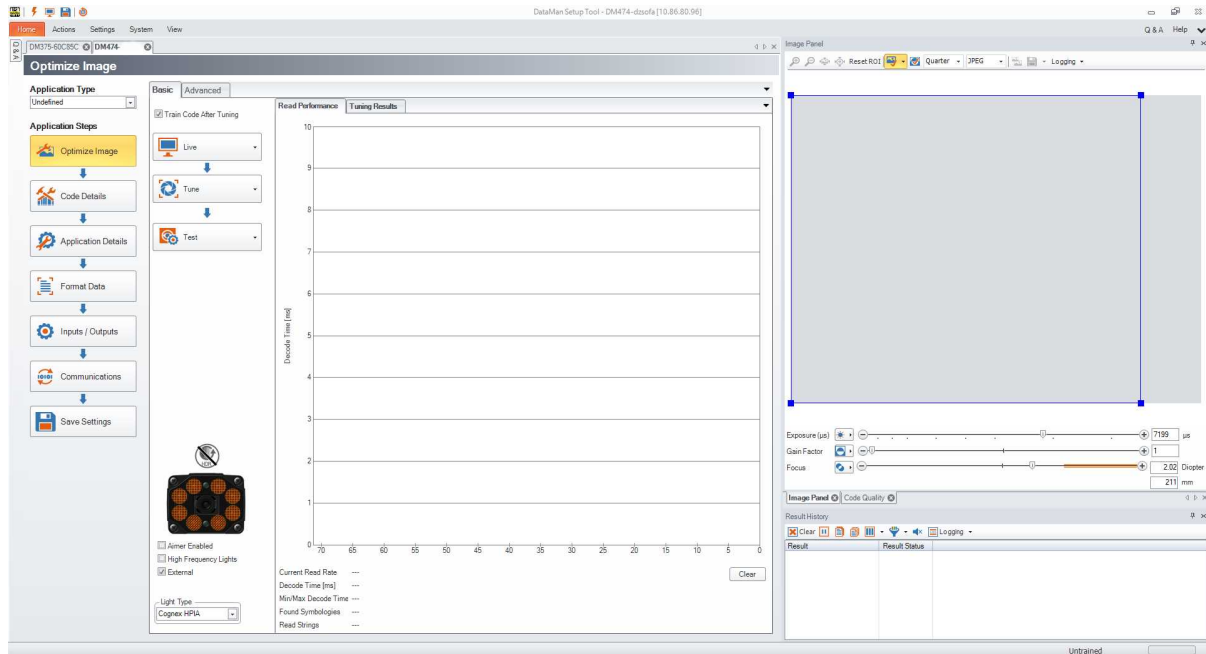 DataMan Setup Tool - DM474-dzsofa [10.86.80.96]
Home Actions Settings System View
Q & A Help
Q & A
DM375-60C85C DM474-
Optimize Image
Application Type
Undefined
Application Steps
Optimize Image
Code Details
Application Details
Format Data
Inputs / Outputs
Communications
Save Settings
Basic Advanced
Train Code After Tuning
Live
Tune
Test
HDR
Aimer Enabled
High Frequency Lights
External
Light Type
Cognex HPIA
Read Performance Tuning Results
10
9
8
7
6
5
4
3
2
1
0
Decode Time [ms]
70 65 60 55 50 45 40 35 30 25 20 15 10 5 0
Current Read Rate ---
Decode Time [ms] ---
Min/Max Decode Time ---
Found Symbologies ---
Read Strings ---
Clear
Image Panel
Reset ROI Quarter JPEG Logging
Exposure (µs) 7199 µs
Gain Factor 1
Focus 2.02 Diopter
211 mm
Image Panel Code Quality
Result History
Clear Logging
Result Result Status
Untrained